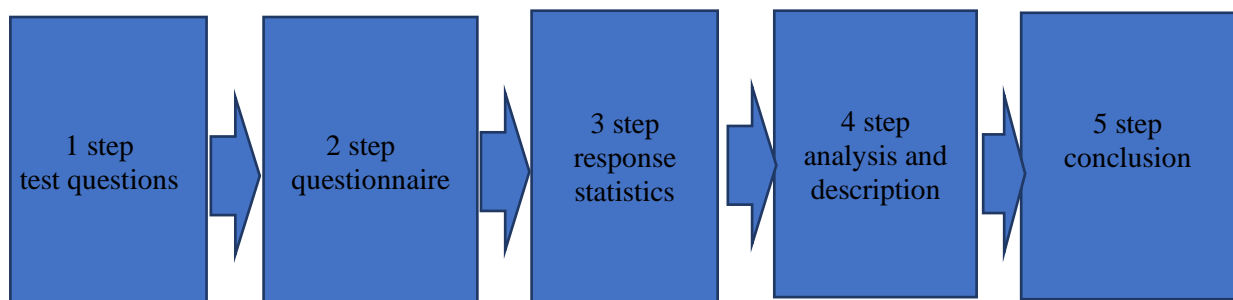 1 step
test questions
2 step
questionnaire
3 step
response
statistics
4 step
analysis and
description
5 step
conclusion